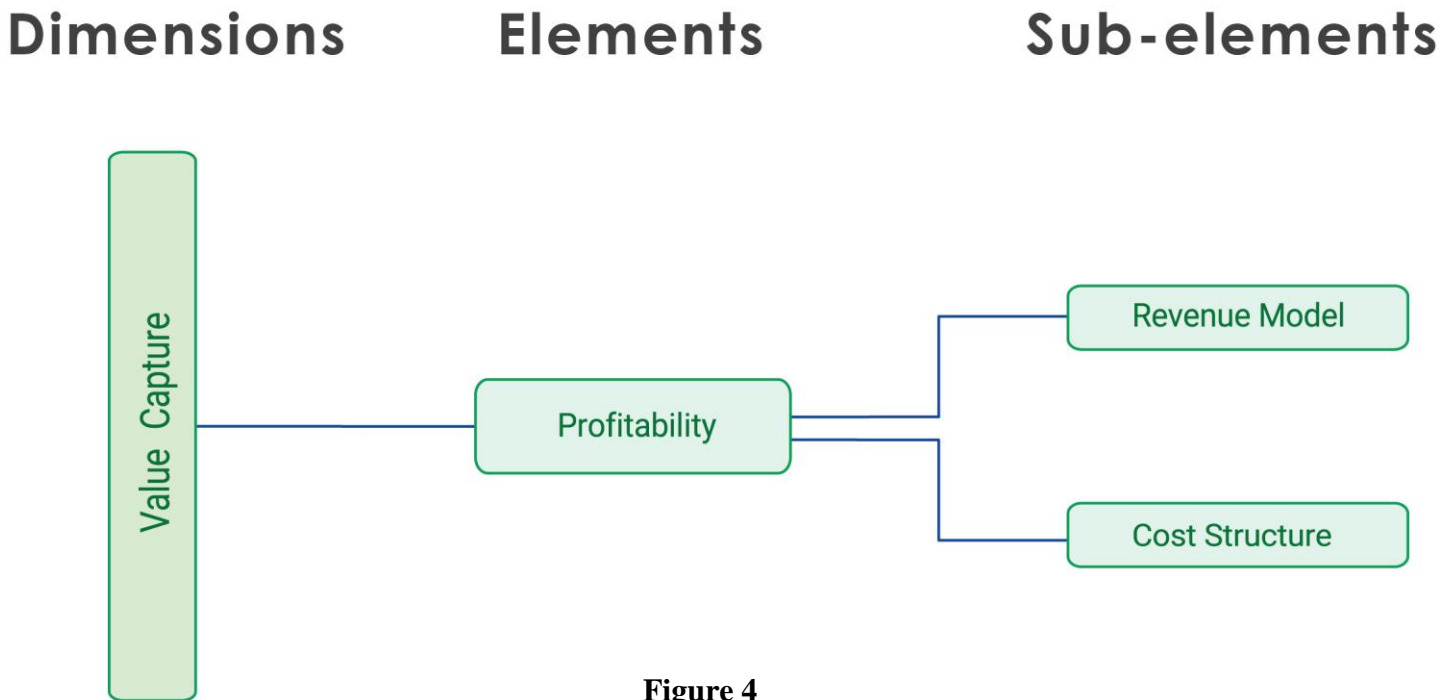 Dimensions Elements Sub-elements
Value Capture
Profitability
Revenue Model
Cost Structure
Figure 4